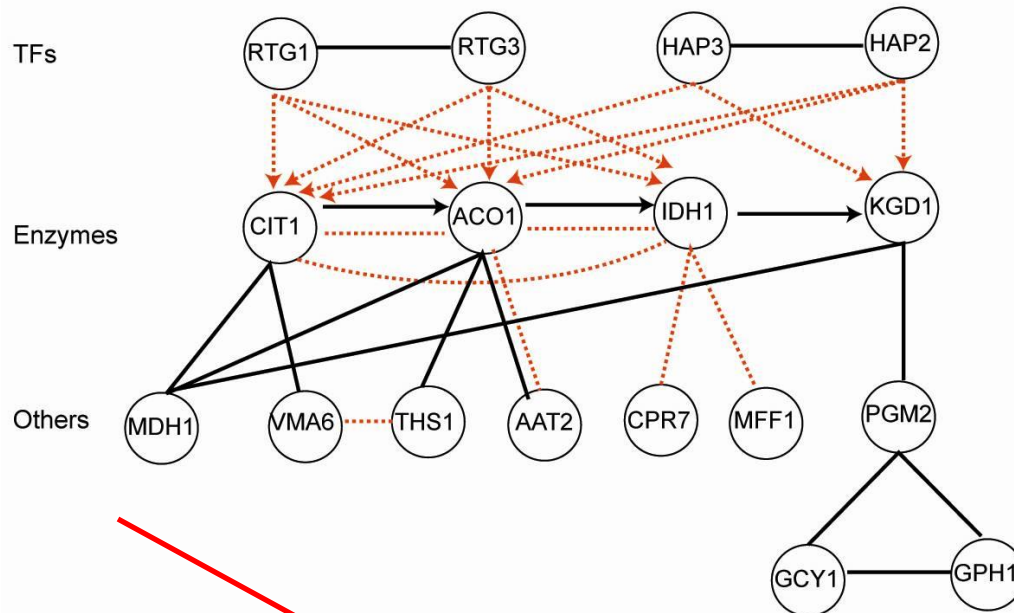 TFs
RTG1 RTG3 HAP3 HAP2
Enzymes
CIT1 ACO1 IDH1 KGD1
Others
MDH1 VMA6 THS1 AAT2 CPR7 MFF1 PGM2
GCY1 GPH1